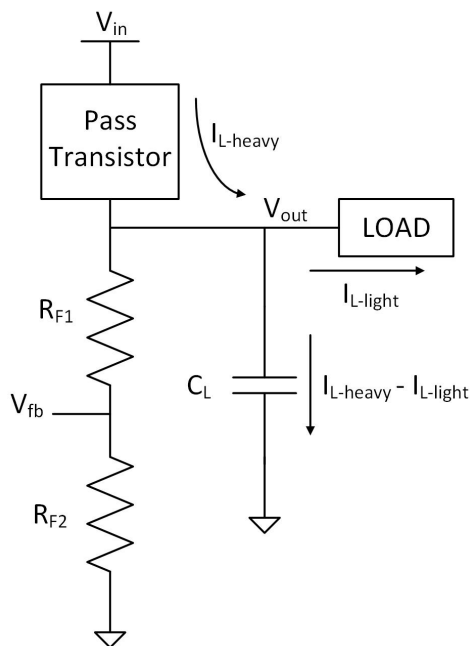 V_in
Pass
Transistor
I_L-heavy
V_out
LOAD
I_L-light
R_F1
C_L
I_L-heavy - I_L-light
V_fb
R_F2